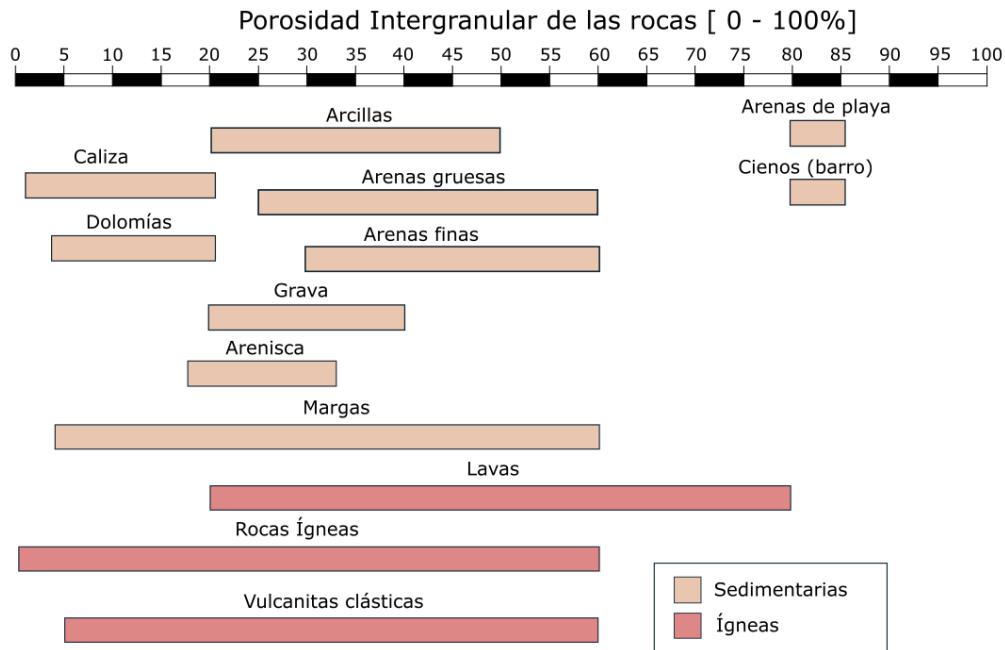 Porosidad Intergranular de las rocas [ 0 - 100%]
0 5 10 15 20 25 30 35 40 45 50 55 60 65 70 75 80 85 90 95 100
Arenas de playa
Arcillas
Caliza
Cienos (barro)
Arenas gruesas
Dolomías
Arenas finas
Grava
Arenisca
Margas
Lavas
Rocas Ígneas
Sedimentarias
Vulcanitas clásticas
Ígneas